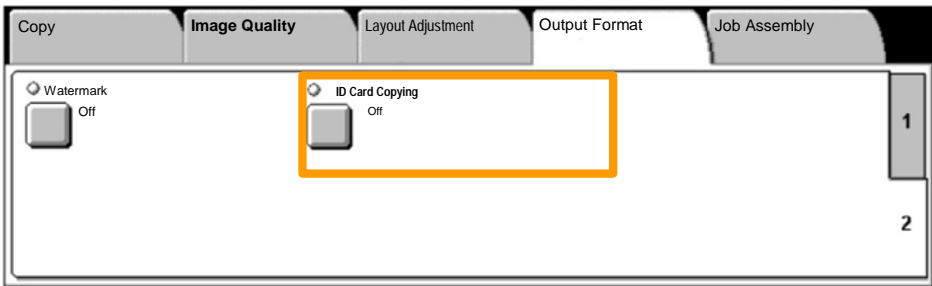 Copy
Image Quality
Layout Adjustment
Output Format
Job Assembly
Watermark
Off
ID Card Copying
Off
1
2